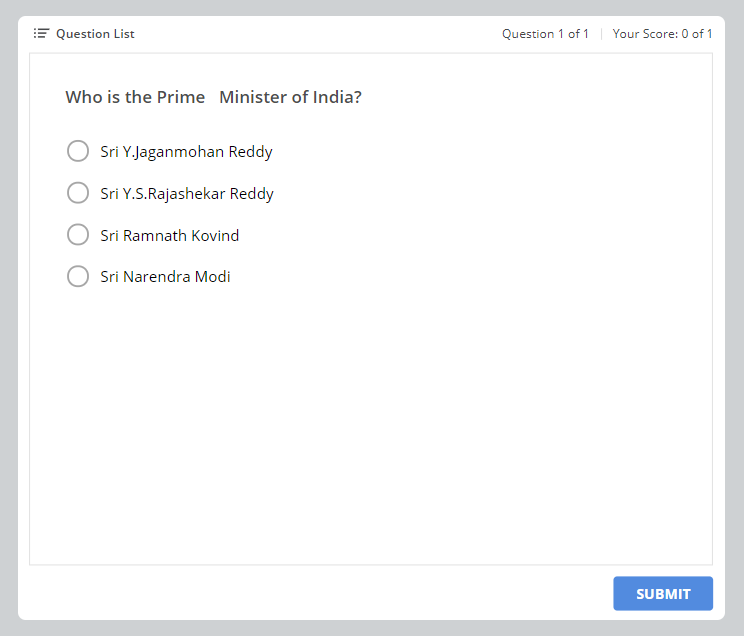 Question List
Question 1 of 1 | Your Score: 0 of 1
Who is the Prime   Minister of India?
Sri Y.Jaganmohan Reddy
Sri Y.S.Rajashekar Reddy
Sri Ramnath Kovind
Sri Narendra Modi
SUBMIT